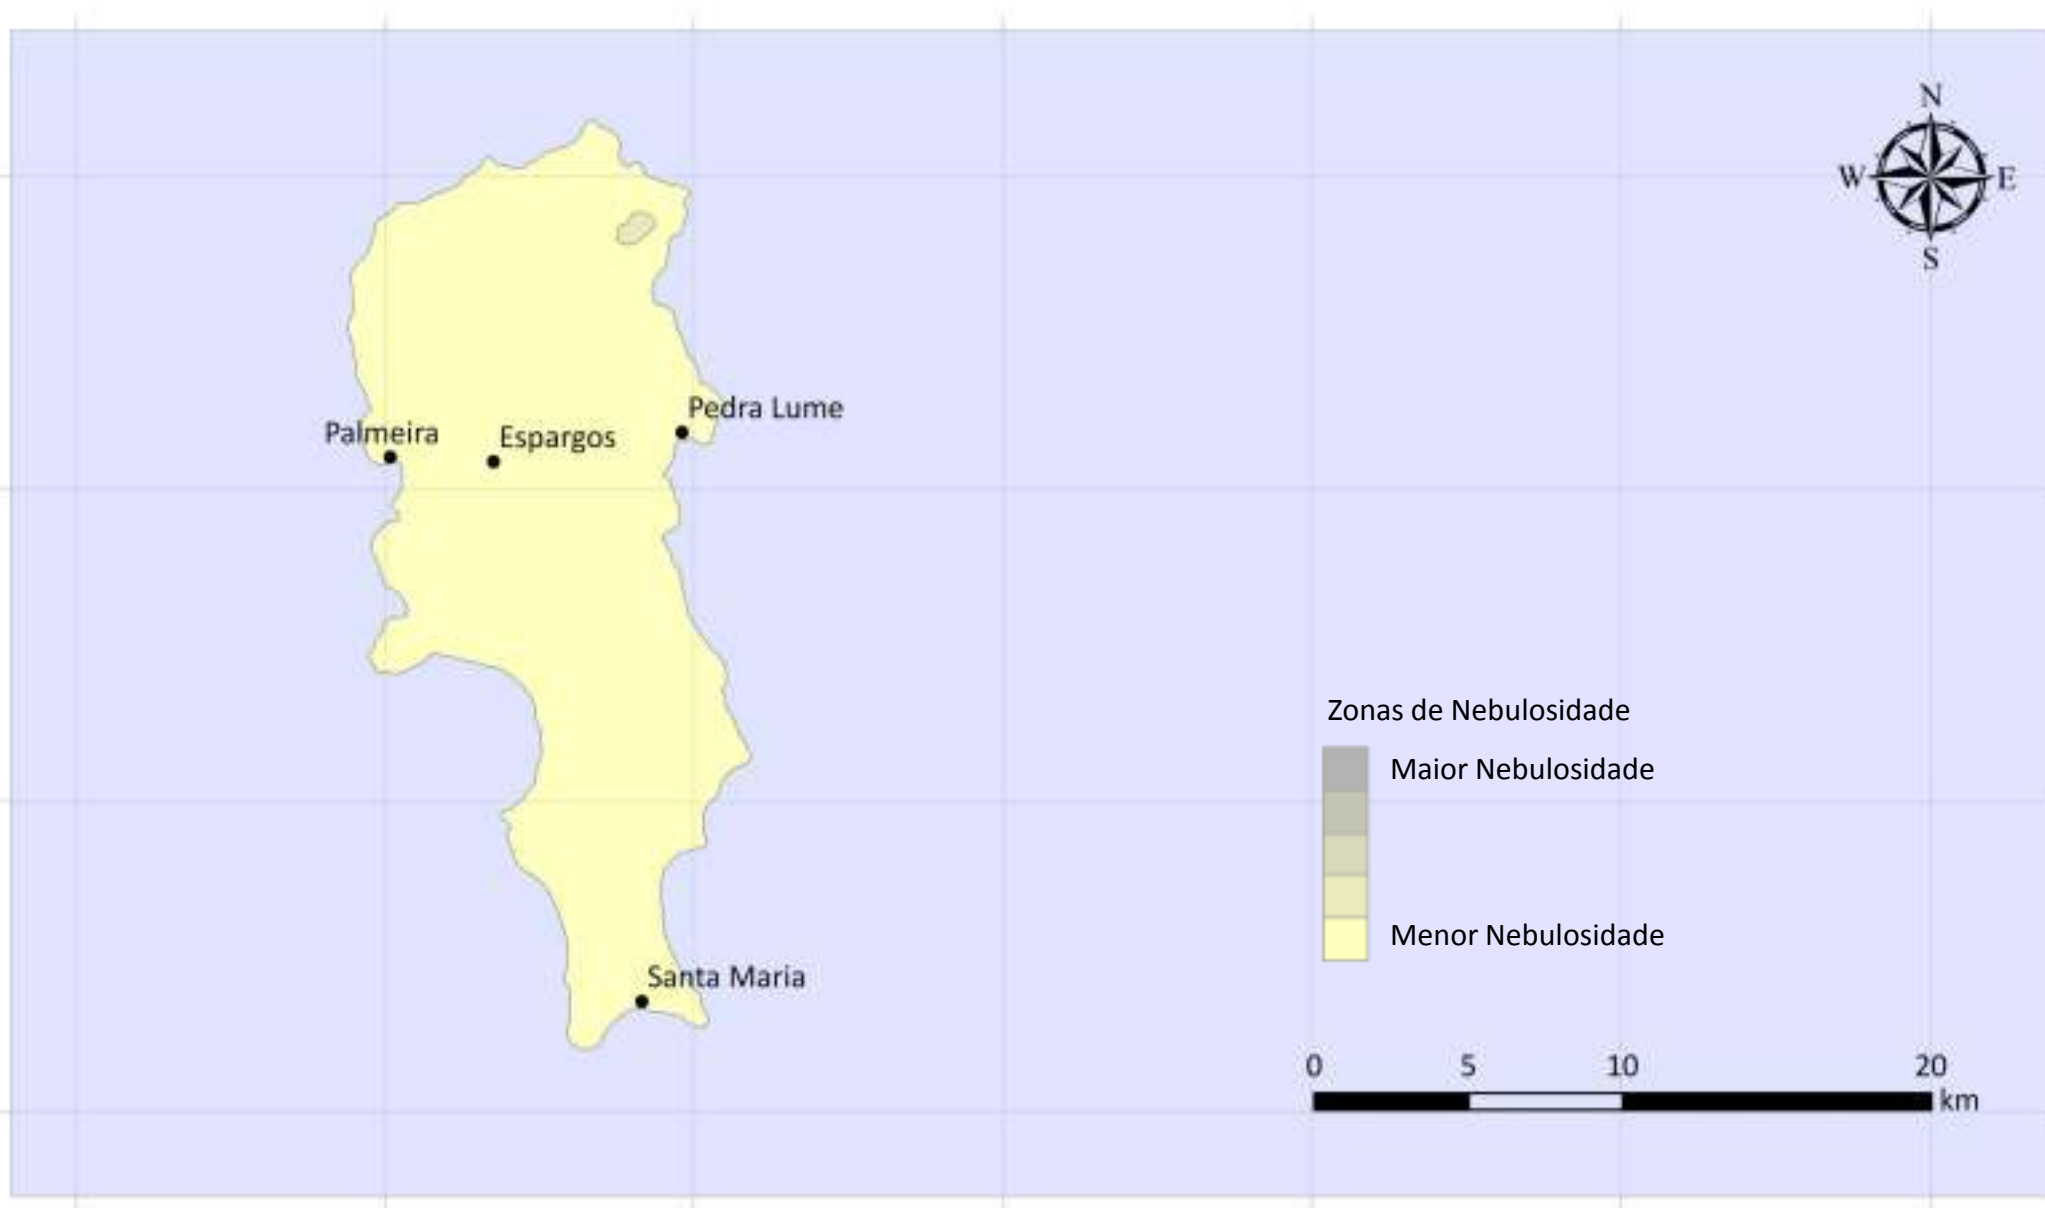 N
W E
S
Pedra Lume
Palmeira
Espargos
Zonas de Nebulosidade
Maior Nebulosidade
Menor Nebulosidade
Santa Maria
0 5 10 20
km